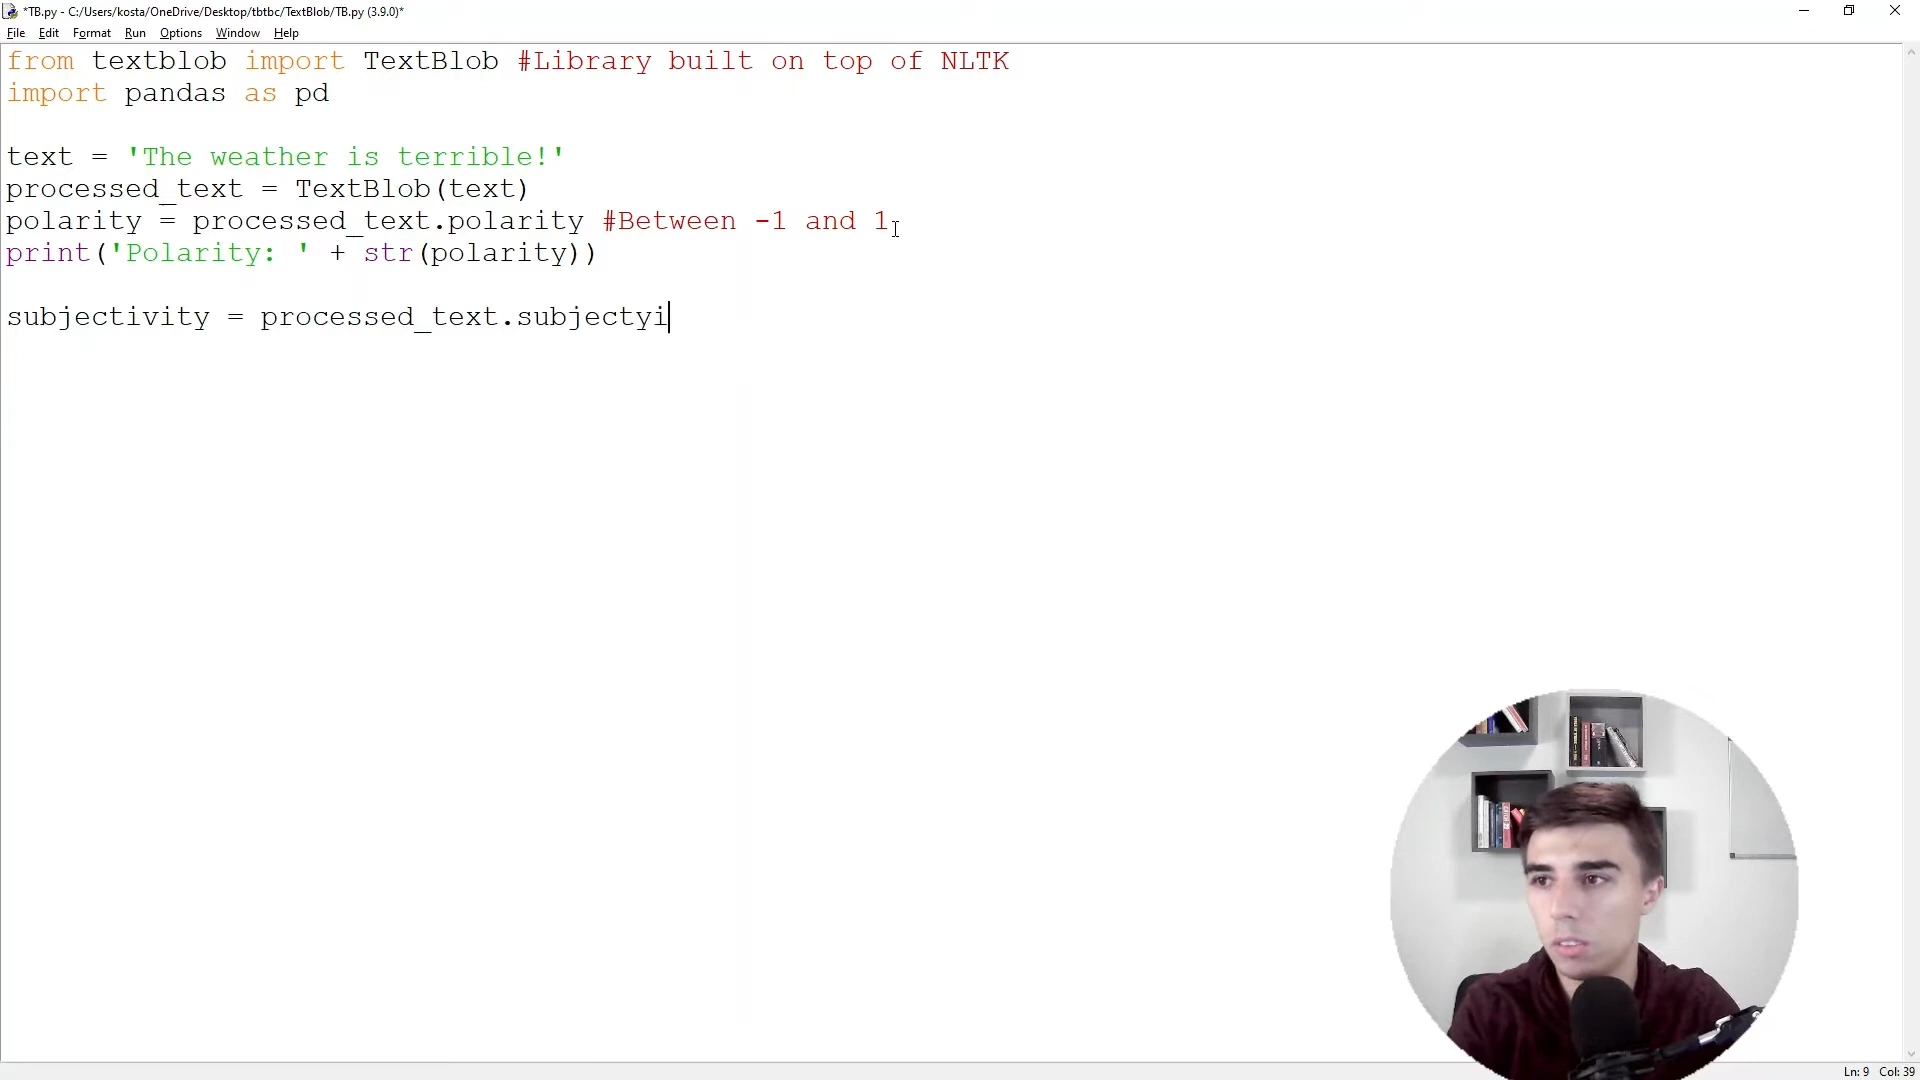 *TB.py - C:/Users/kosta/OneDrive/Desktop/tbtbc/TextBlob/TB.py (3.9.0)*
File Edit Format Run Options Window Help
from textblob import TextBlob #Library built on top of NLTK
import pandas as pd
text = 'The weather is terrible!'
processed_text = TextBlob(text)
polarity = processed_text.polarity #Between -1 and 1
print('Polarity: ' + str(polarity))
subjectivity = processed_text.subjectyi
Ln: 9 Col: 39